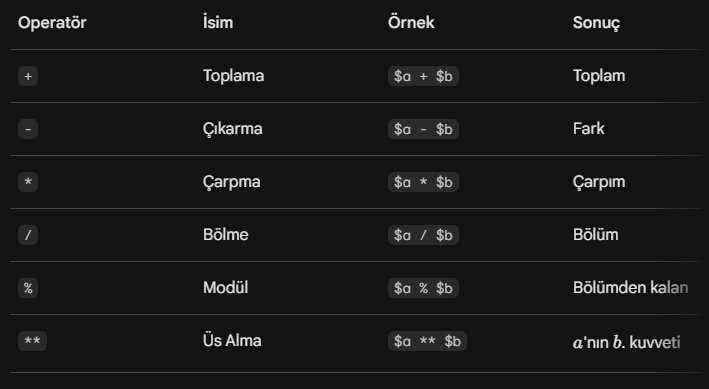 Operatör İsim Örnek Sonuç
+ Toplama $a + $b Toplam
- Çıkarma $a - $b Fark
* Çarpma $a * $b Çarpım
/ Bölme $a / $b Bölüm
% Modül $a % $b Bölümden kalan
** Üs Alma $a ** $b a'nın b. kuvveti